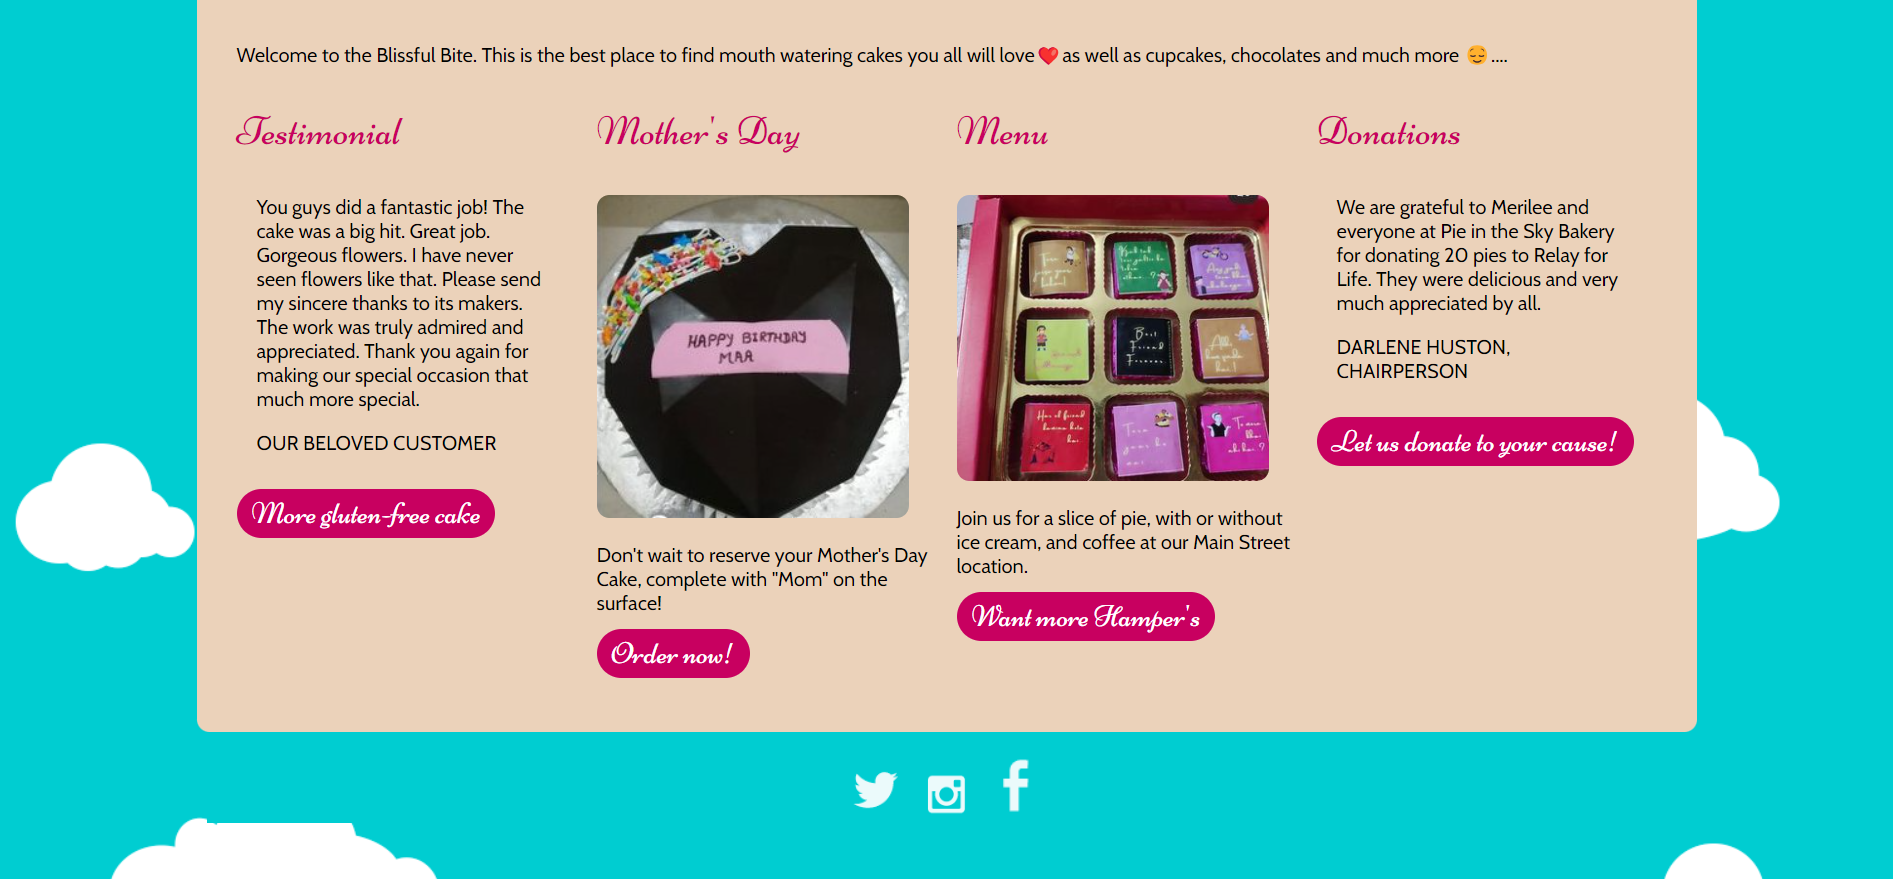 Welcome to the Blissful Bite. This is the best place to find mouth watering cakes you all will love❤️ as well as cupcakes, chocolates and much more 😌....
Testimonial
You guys did a fantastic job! The
cake was a big hit. Great job.
Gorgeous flowers. I have never
seen flowers like that. Please send
my sincere thanks to its makers.
The work was truly admired and
appreciated. Thank you again for
making our special occasion that
much more special.
OUR BELOVED CUSTOMER
More gluten-free cake
Mother's Day
HAPPY BIRTHDAY
MAA
Don't wait to reserve your Mother's Day
Cake, complete with "Mom" on the
surface!
Order now!
Menu
Best
Friend
Forever
Join us for a slice of pie, with or without
ice cream, and coffee at our Main Street
location.
Want more Hamper's
Donations
We are grateful to Merilee and
everyone at Pie in the Sky Bakery
for donating 20 pies to Relay for
Life. They were delicious and very
much appreciated by all.
DARLENE HUSTON,
CHAIRPERSON
Let us donate to your cause!